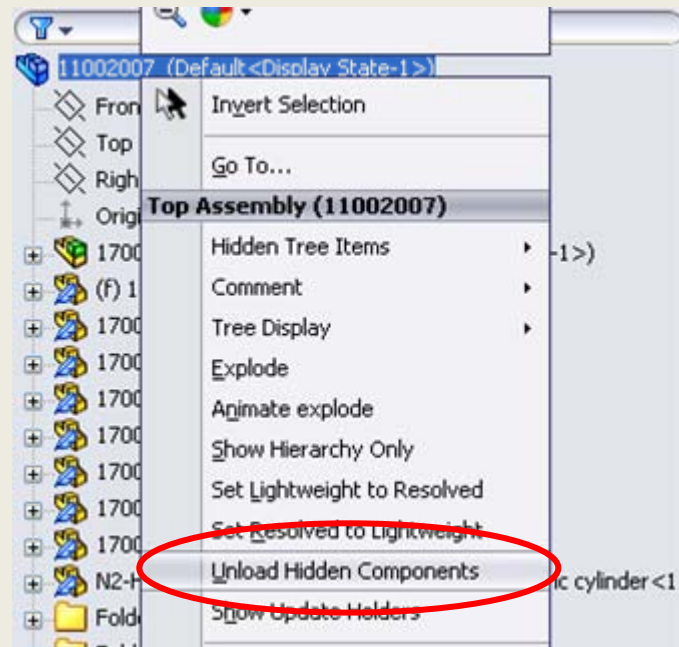 11002007 (Default<Display State-1>)
Fron
Invert Selection
Top
Go To...
Righ
Origi
Top Assembly (11002007)
1700
Hidden Tree Items
-1>)
(f) 1
Comment
1700
Tree Display
1700
Explode
1700
Animate explode
1700
Show Hierarchy Only
1700
Set Lightweight to Resolved
1700
1700
Set Resolved to Lightweight
N2-H
Unload Hidden Components
ic cylinder<1
Folde
Show Update Holders